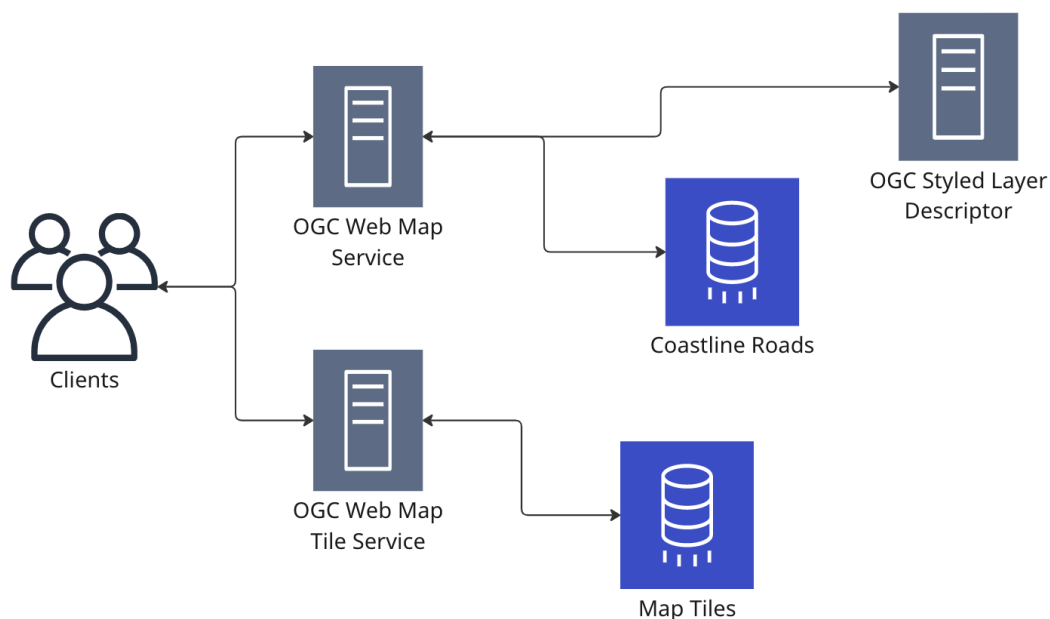 OGC Styled Layer
Descriptor
OGC Web Map
Service
Coastline Roads
Clients
OGC Web Map
Tile Service
Map Tiles